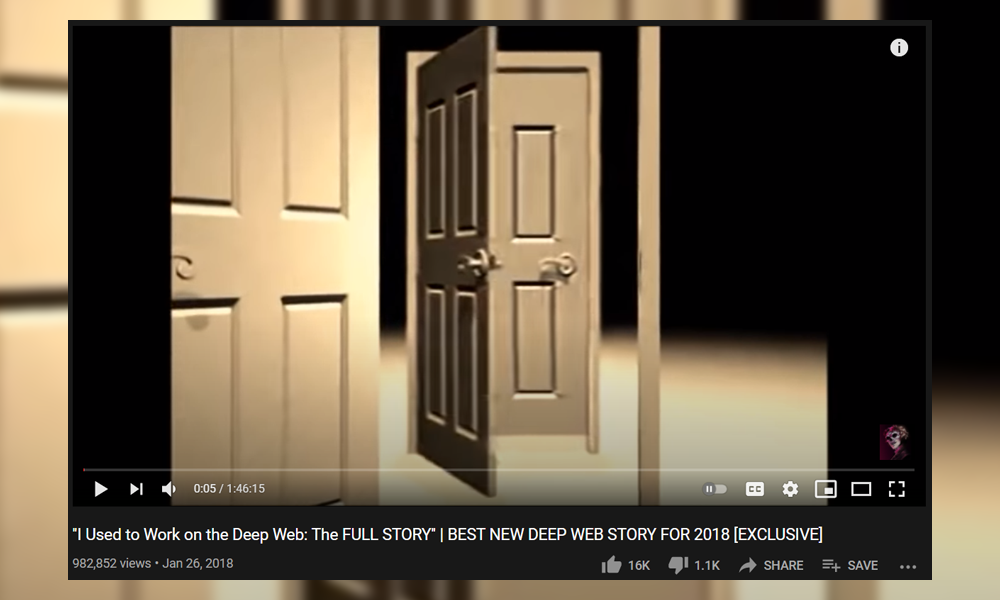 0:05 / 1:46:15
CC
"I Used to Work on the Deep Web: The FULL STORY" | BEST NEW DEEP WEB STORY FOR 2018 [EXCLUSIVE]
982,852 views • Jan 26, 2018 16K 1.1K SHARE SAVE